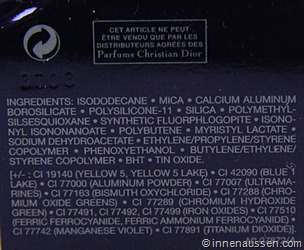 CET ARTICLE NE PEUT
ÊTRE VENDU QUE PAR LES
DISTRIBUTEURS AGRÉÉS DES
Parfums Christian Dior
INGREDIENTS: ISODODECANE • MICA • CALCIUM ALUMINUM
BOROSILICATE • POLYSILICONE-11 • SILICA • POLYMETHYL-
SILSESQUIOXANE • SYNTHETIC FLUORPHLOGOPITE • ISONO-
NYL ISONONANOATE • POLYBUTENE • MYRISTYL LACTATE •
SODIUM DEHYDROACETATE • ETHYLENE/PROPYLENE/STYRENE
COPOLYMER • PHENOXYETHANOL • BUTYLENE/ETHYLENE/
STYRENE COPOLYMER • BHT • TIN OXIDE.
[+/- : CI 19140 (YELLOW 5, YELLOW 5 LAKE) • CI 42090 (BLUE 1
LAKE) • CI 77000 (ALUMINUM POWDER) • CI 77007 (ULTRAMA-
RINES) • CI 77163 (BISMUTH OXYCHLORIDE) • CI 77288 (CHR-
OMIUM OXIDE GREENS) • CI 77289 (CHROMIUM HYDROXIDE
GREEN) • CI 77491, CI 77492, CI 77499 (IRON OXIDES) • CI 77510
(FERRIC FERROCYANIDE, FERRIC AMMONIUM FERROCYANIDE) •
CI 77742 (MANGANESE VIOLET) • CI 77891 (TITANIUM DIOXIDE)]
© www.innenaussen.com